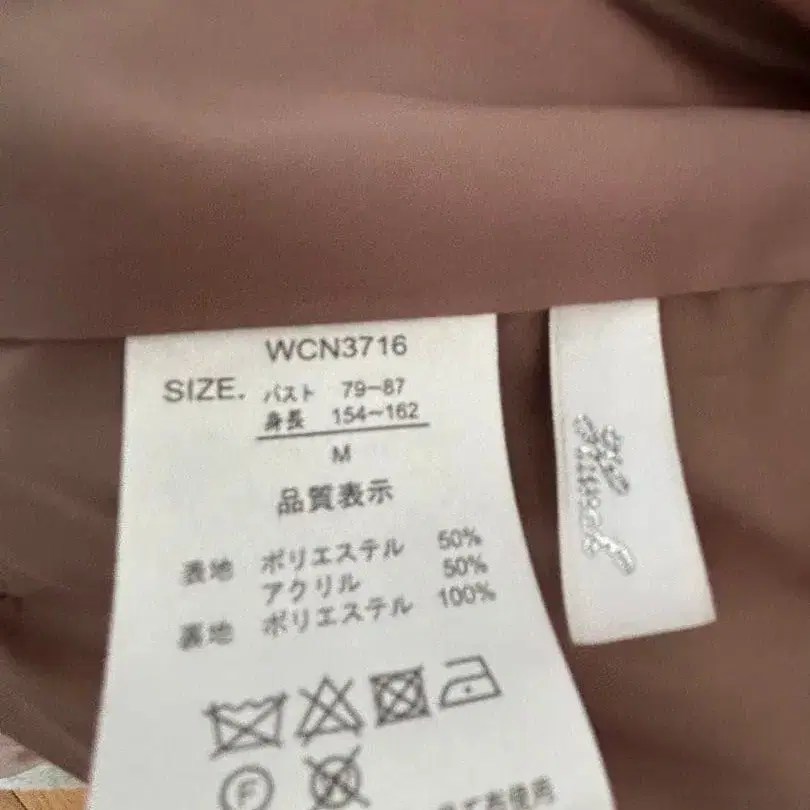 WCN3716
SIZE. バスト 79-87
身長 154~162
M
品質表示
表地 ポリエステル 50%
アクリル 50%
裏地 ポリエステル 100%
F